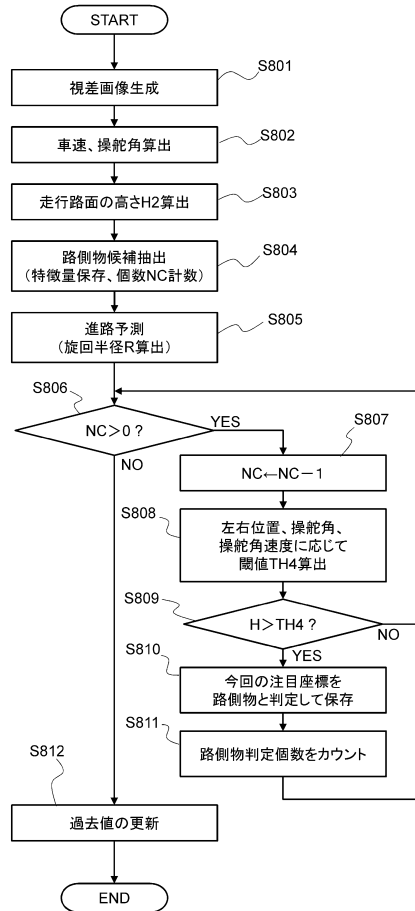 START
S801
視差画像生成
S802
車速、操舵角算出
S803
走行路面の高さH2算出
S804
路側物候補抽出
(特徴量保存、個数NC計数)
S805
進路予測
(旋回半径R算出)
S806
NC>0?
YES
NO
S807
NC←NC-1
S808
左右位置、操舵角、
操舵角速度に応じて
閾値TH4算出
S809
H>TH4?
NO
YES
S810
今回の注目座標を
路側物と判定して保存
S811
路側物判定個数をカウント
S812
過去値の更新
END